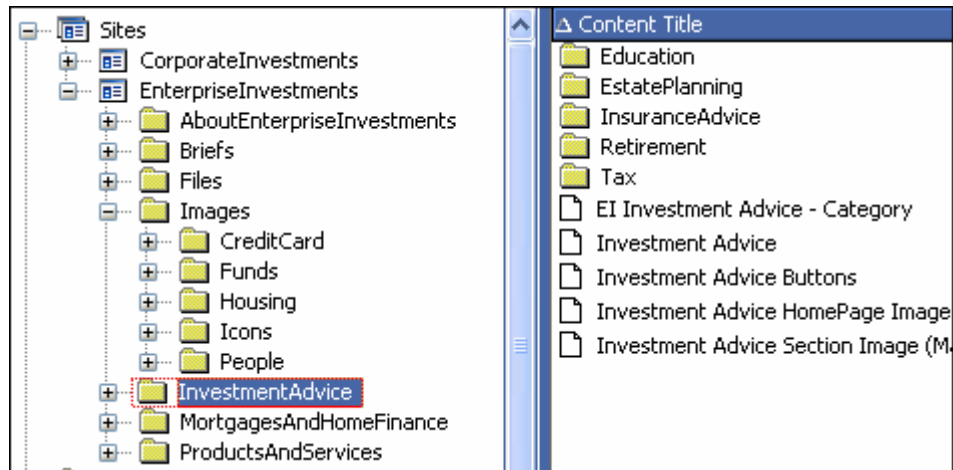 Sites
CorporateInvestments
EnterpriseInvestments
AboutEnterpriseInvestments
Briefs
Files
Images
CreditCard
Funds
Housing
Icons
People
InvestmentAdvice
MortgagesAndHomeFinance
ProductsAndServices
Content Title
Education
EstatePlanning
InsuranceAdvice
Retirement
Tax
EI Investment Advice - Category
Investment Advice
Investment Advice Buttons
Investment Advice HomePage Image
Investment Advice Section Image